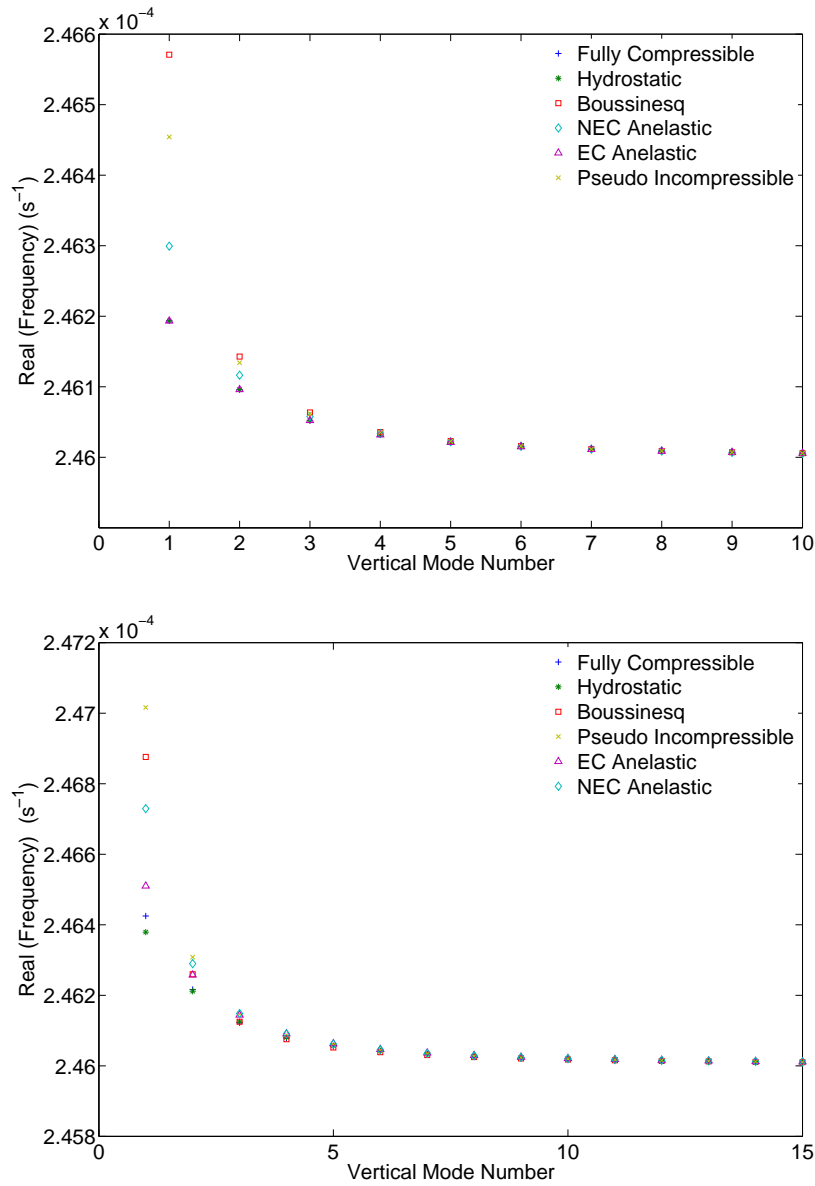 x 10−4
2.466
2.465
2.464
2.463
2.462
2.461
2.46
Real (Frequency) (s−1)
Fully Compressible
Hydrostatic
Boussinesq
NEC Anelastic
EC Anelastic
Pseudo Incompressible
0 1 2 3 4 5 6 7 8 9 10
Vertical Mode Number
x 10−4
2.472
2.47
2.468
2.466
2.464
2.462
2.46
2.458
Real (Frequency) (s−1)
Fully Compressible
Hydrostatic
Boussinesq
Pseudo Incompressible
EC Anelastic
NEC Anelastic
0 5 10 15
Vertical Mode Number